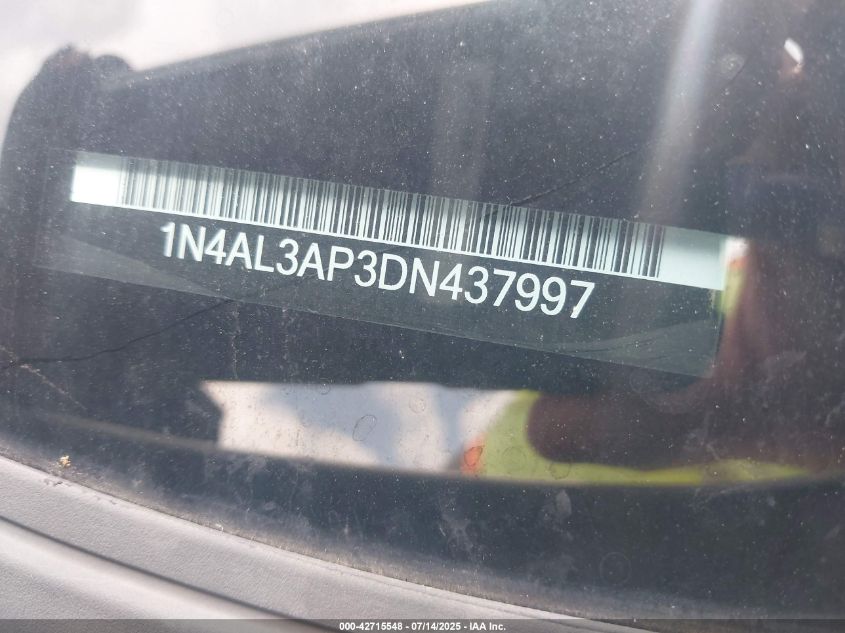 1N4AL3AP3DN437997
000-42715548 - 07/14/2025 - IAA Inc.